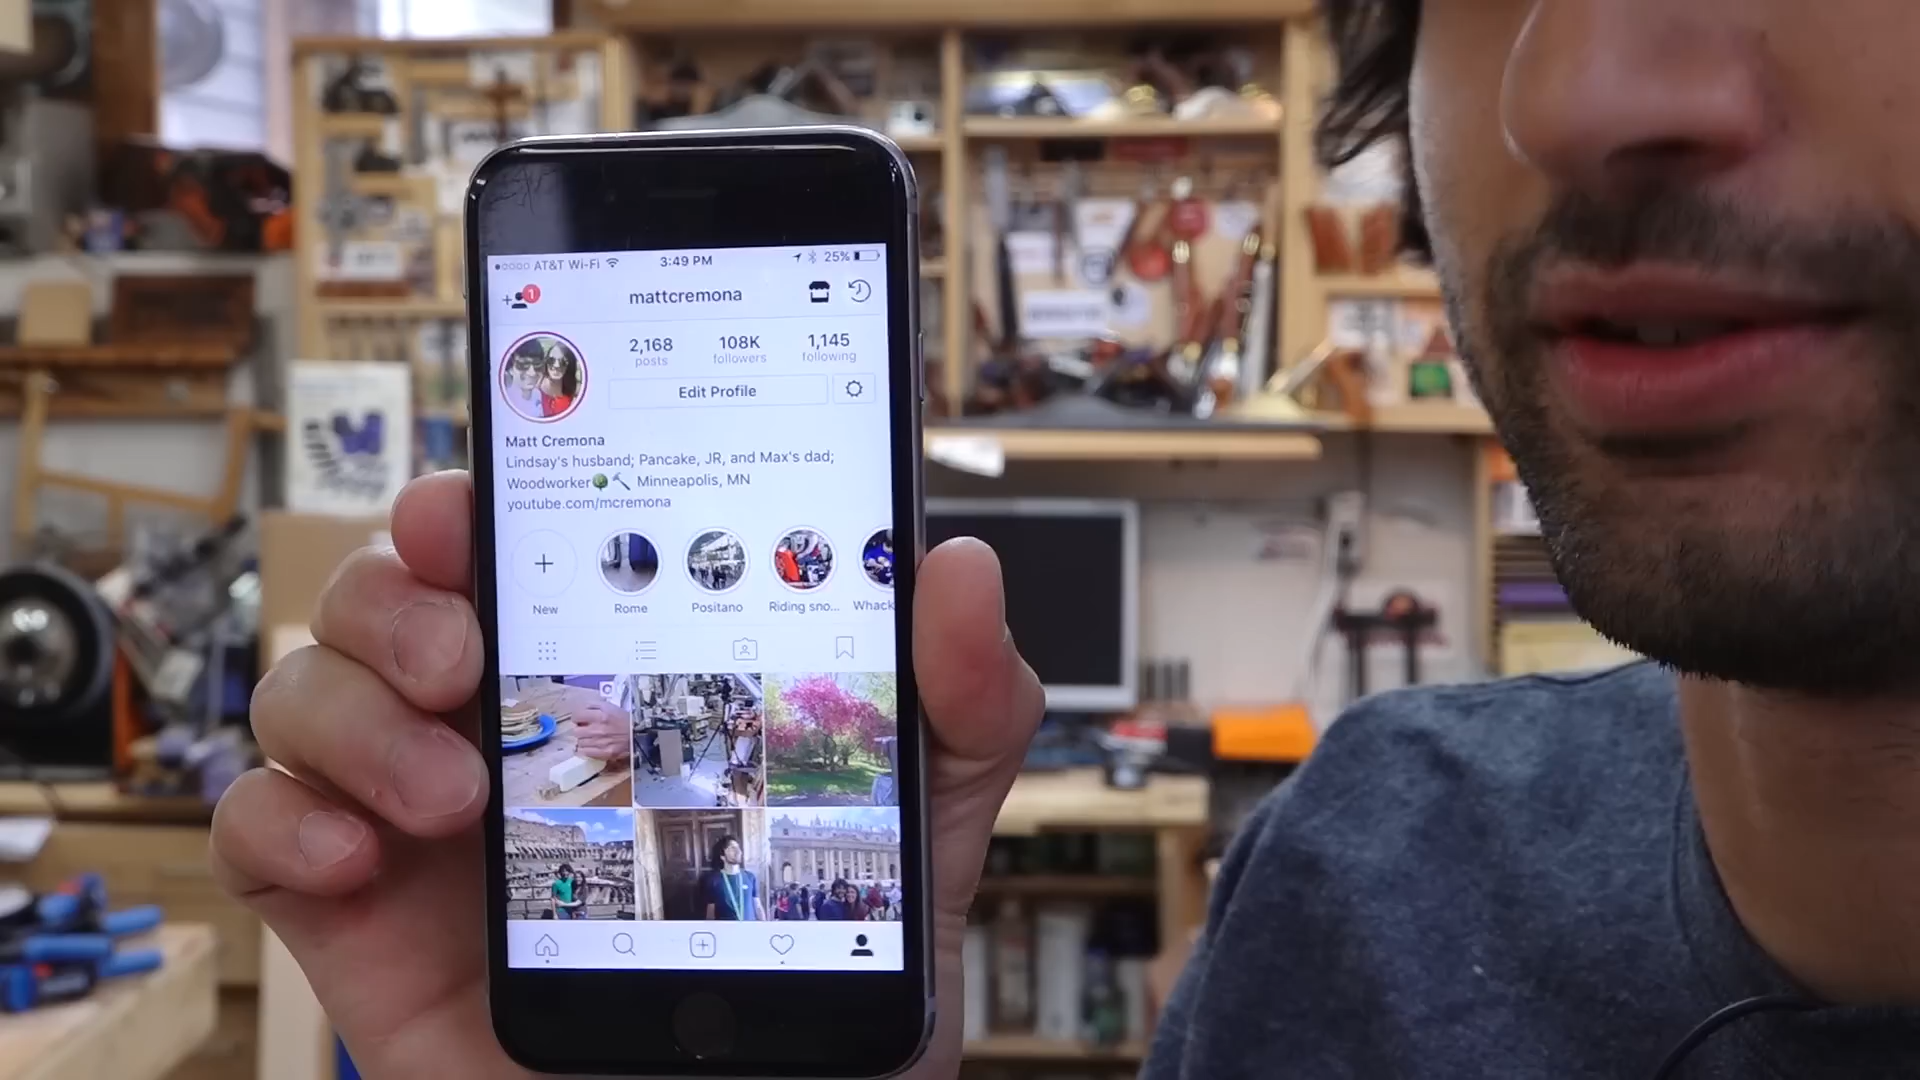 AT&T Wi-Fi 3:49 PM 25%
1
mattcremona
2,168 108K 1,145
posts followers following
Edit Profile
Matt Cremona
Lindsay's husband; Pancake, JR, and Max's dad;
Woodworker🌳🔨 Minneapolis, MN
youtube.com/mcremona
New Rome Positano Riding sno... Whack